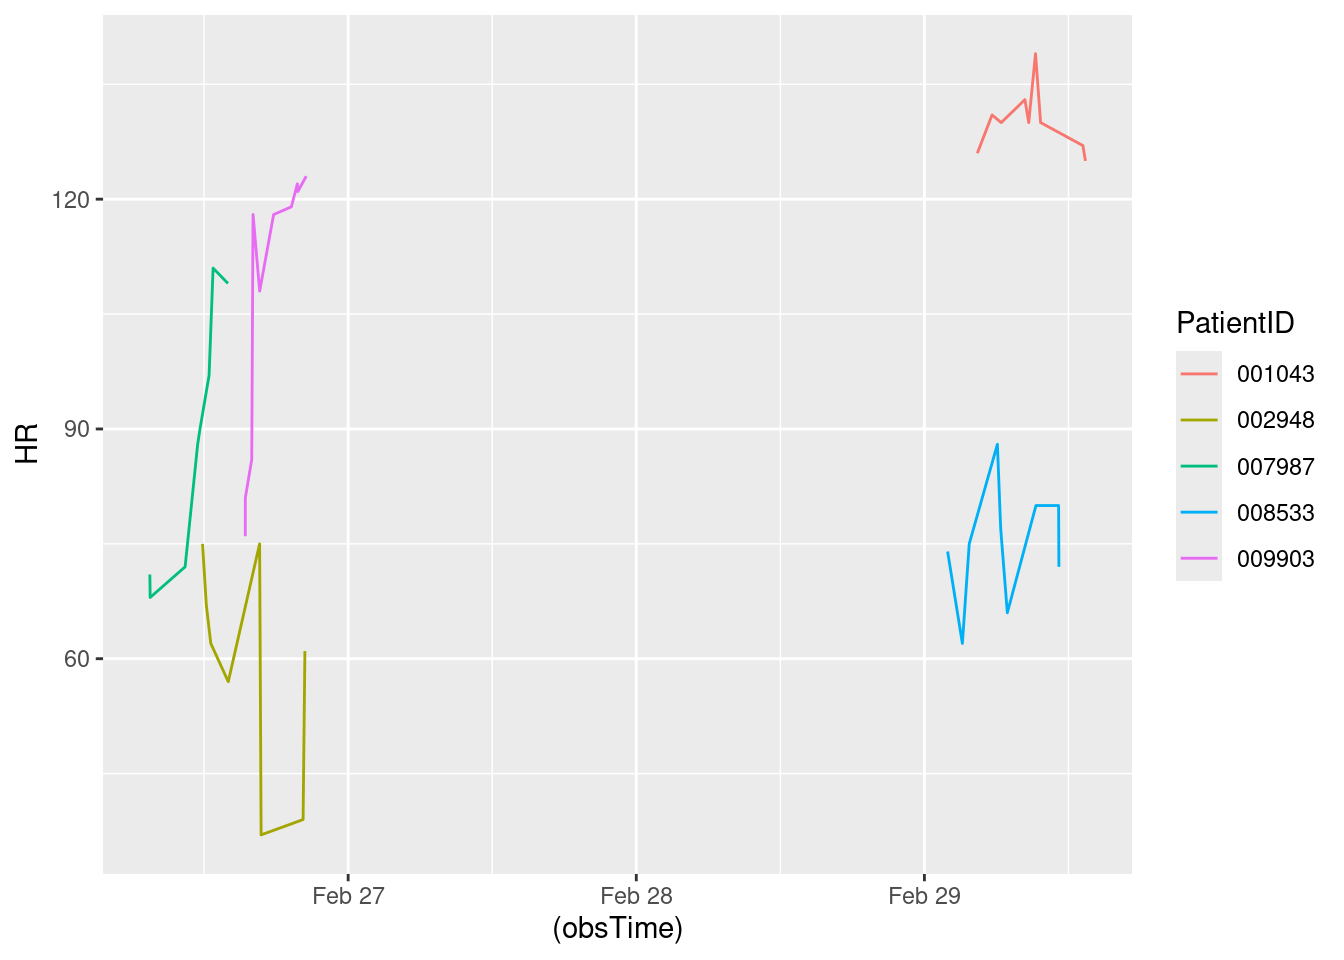 HR
120
90
60
Feb 27
Feb 28
Feb 29
(obsTime)
PatientID
001043
002948
007987
008533
009903